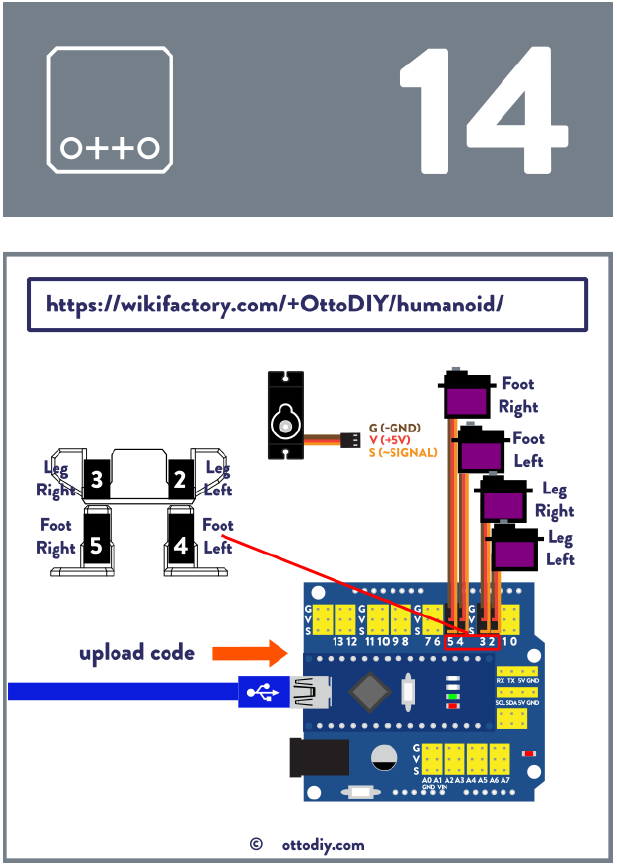 O++O
14
https://wikifactory.com/+OttoDIY/humanoid/
Foot
Right
G (-GND)
V (+5V)
S (~SIGNAL)
Foot
Left
Leg
Right
3
2
Leg
Left
Leg
Right
Foot
Right
5
4
Foot
Left
Leg
Left
G
V
S
G
V
S
G
V
S
G
S
13 12
11 10 9 8
7 6
5 4
3 2
1 0
upload code
RX TX 5V GND
SCL SDA 5V GND
G
V
S
A0 A1 A2 A3 A4 A5 A6 A7
GND VIN
© ottodiy.com